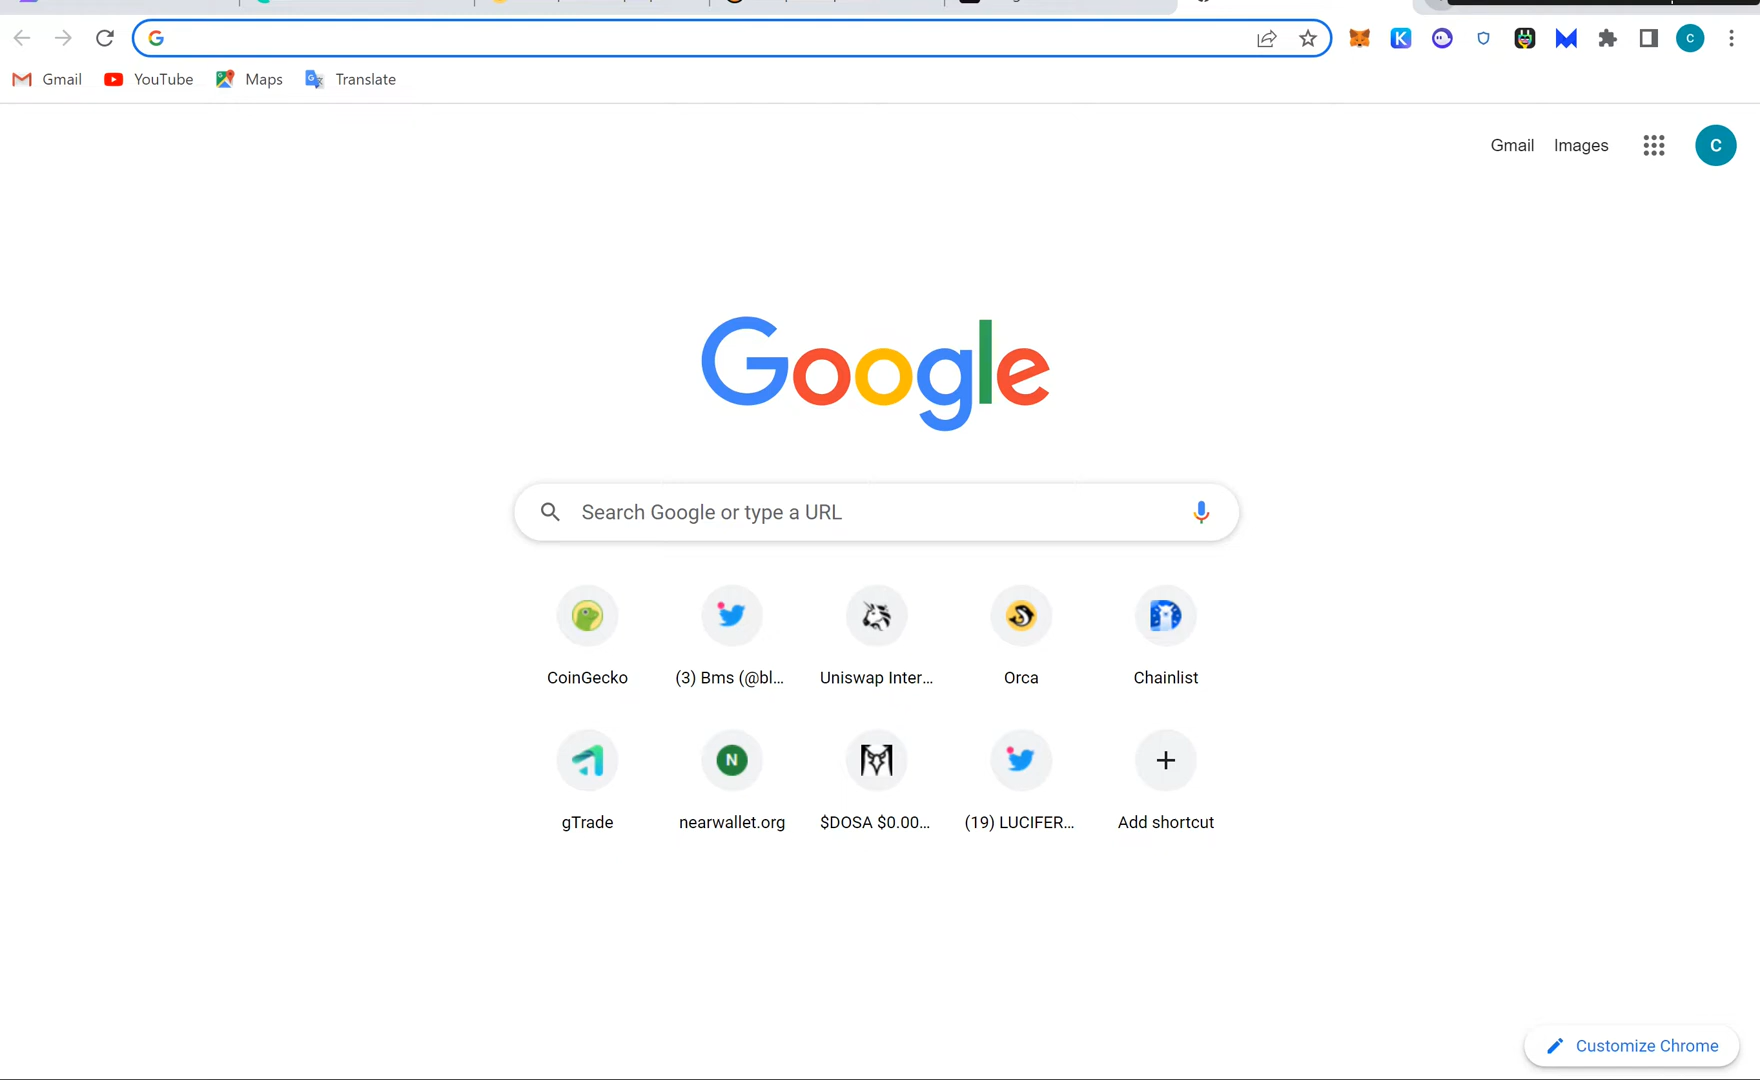 Gmail YouTube Maps Translate
Gmail Images C
Google
Search Google or type a URL
CoinGecko (3) Bms (@bl... Uniswap Inter... Orca Chainlist
N
gTrade nearwallet.org $DOSA $0.00... (19) LUCIFER... Add shortcut
Customize Chrome